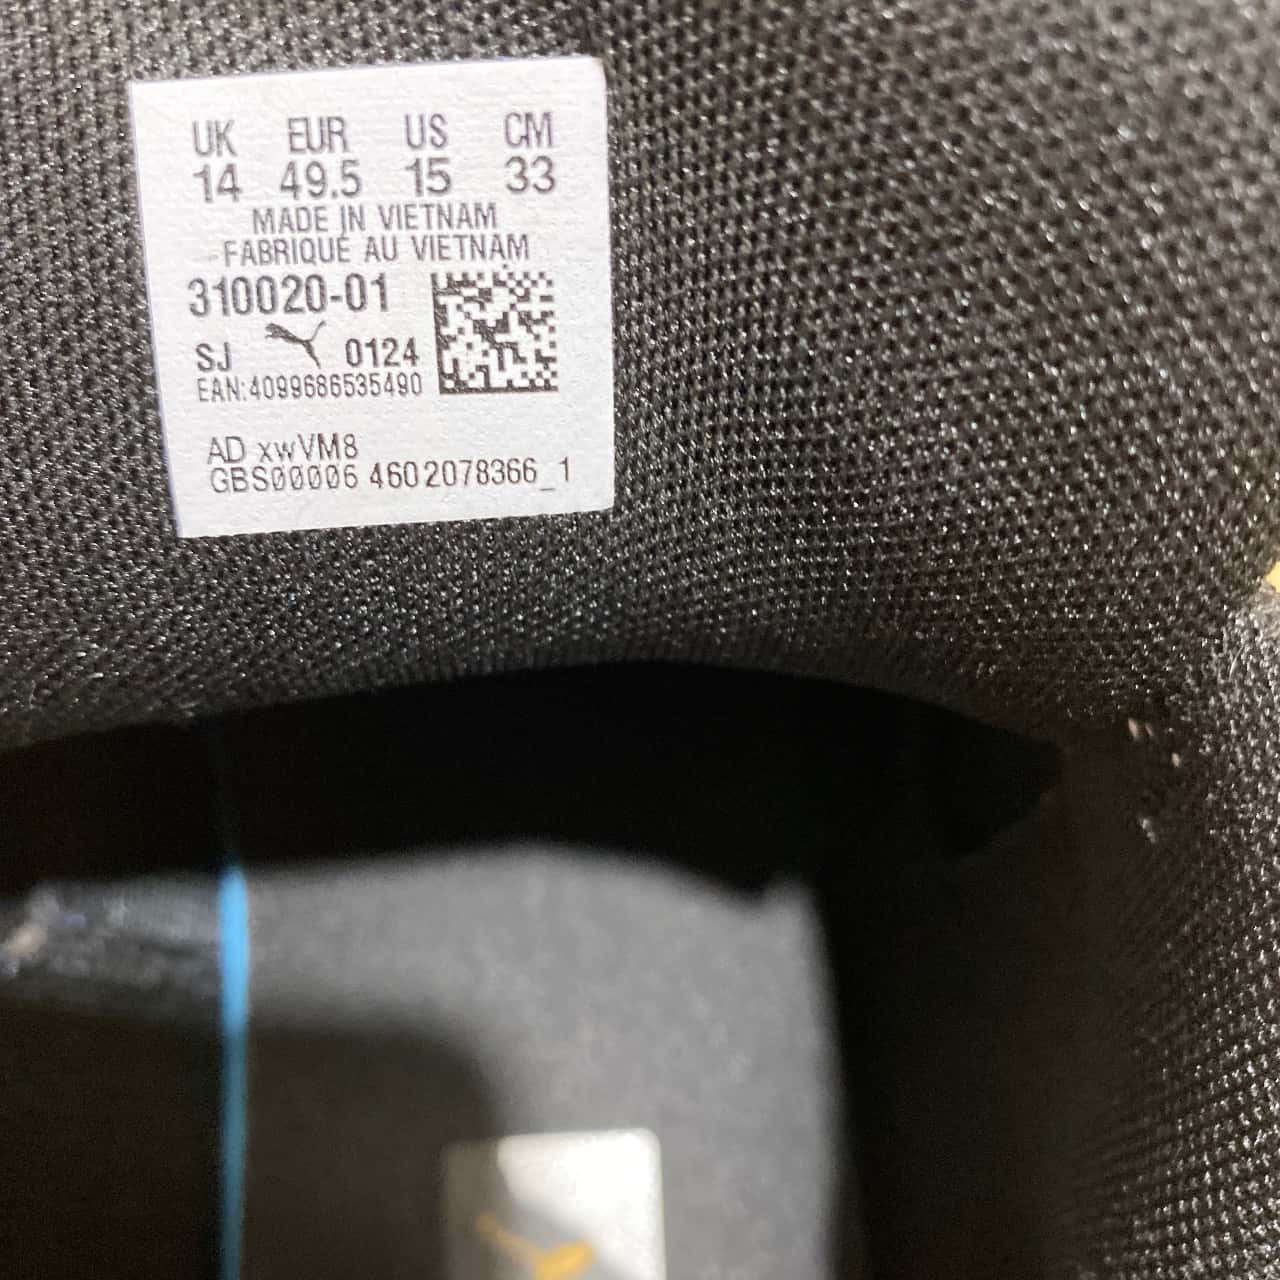 UK EUR US CM
14 49.5 15 33
MADE IN VIETNAM
FABRIQUÉ AU VIETNAM
310020-01
SJ 0124
EAN:4099686535490
AD xwVM8
GBS00006 4602078366_1